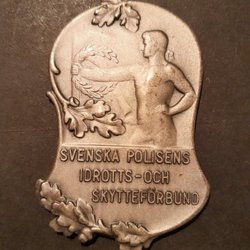 SVENSKA POLISENS
IDROTTS-OCH
SKYTTEFÖRBUND